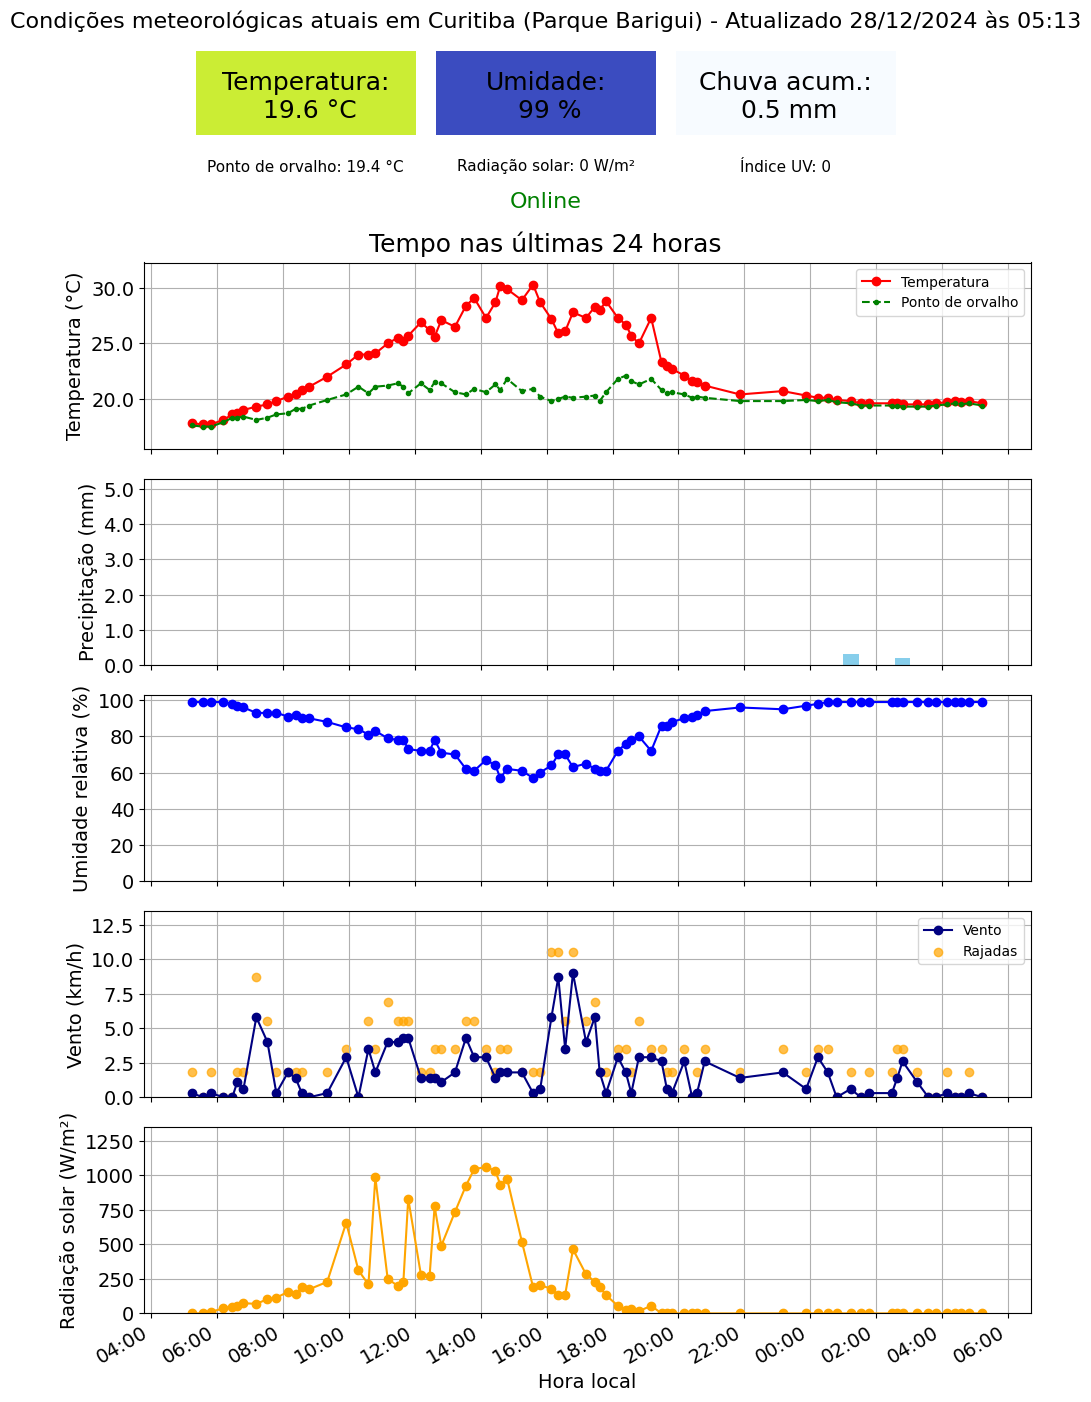 Condições meteorológicas atuais em Curitiba (Parque Barigui) - Atualizado 28/12/2024 às 05:13
Temperatura:
19.6 °C
Umidade:
99 %
Chuva acum.:
0.5 mm
Ponto de orvalho: 19.4 °C
Radiação solar: 0 W/m²
Índice UV: 0
Online
Tempo nas últimas 24 horas
Temperatura (°C)
30.0
25.0
20.0
Temperatura
Ponto de orvalho
Precipitação (mm)
5.0
4.0
3.0
2.0
1.0
0.0
Umidade relativa (%)
100
80
60
40
20
0
Vento (km/h)
12.5
10.0
7.5
5.0
2.5
0.0
Vento
Rajadas
Radiação solar (W/m²)
1250
1000
750
500
250
0
04:00
06:00
08:00
10:00
12:00
14:00
16:00
18:00
20:00
22:00
00:00
02:00
04:00
06:00
Hora local